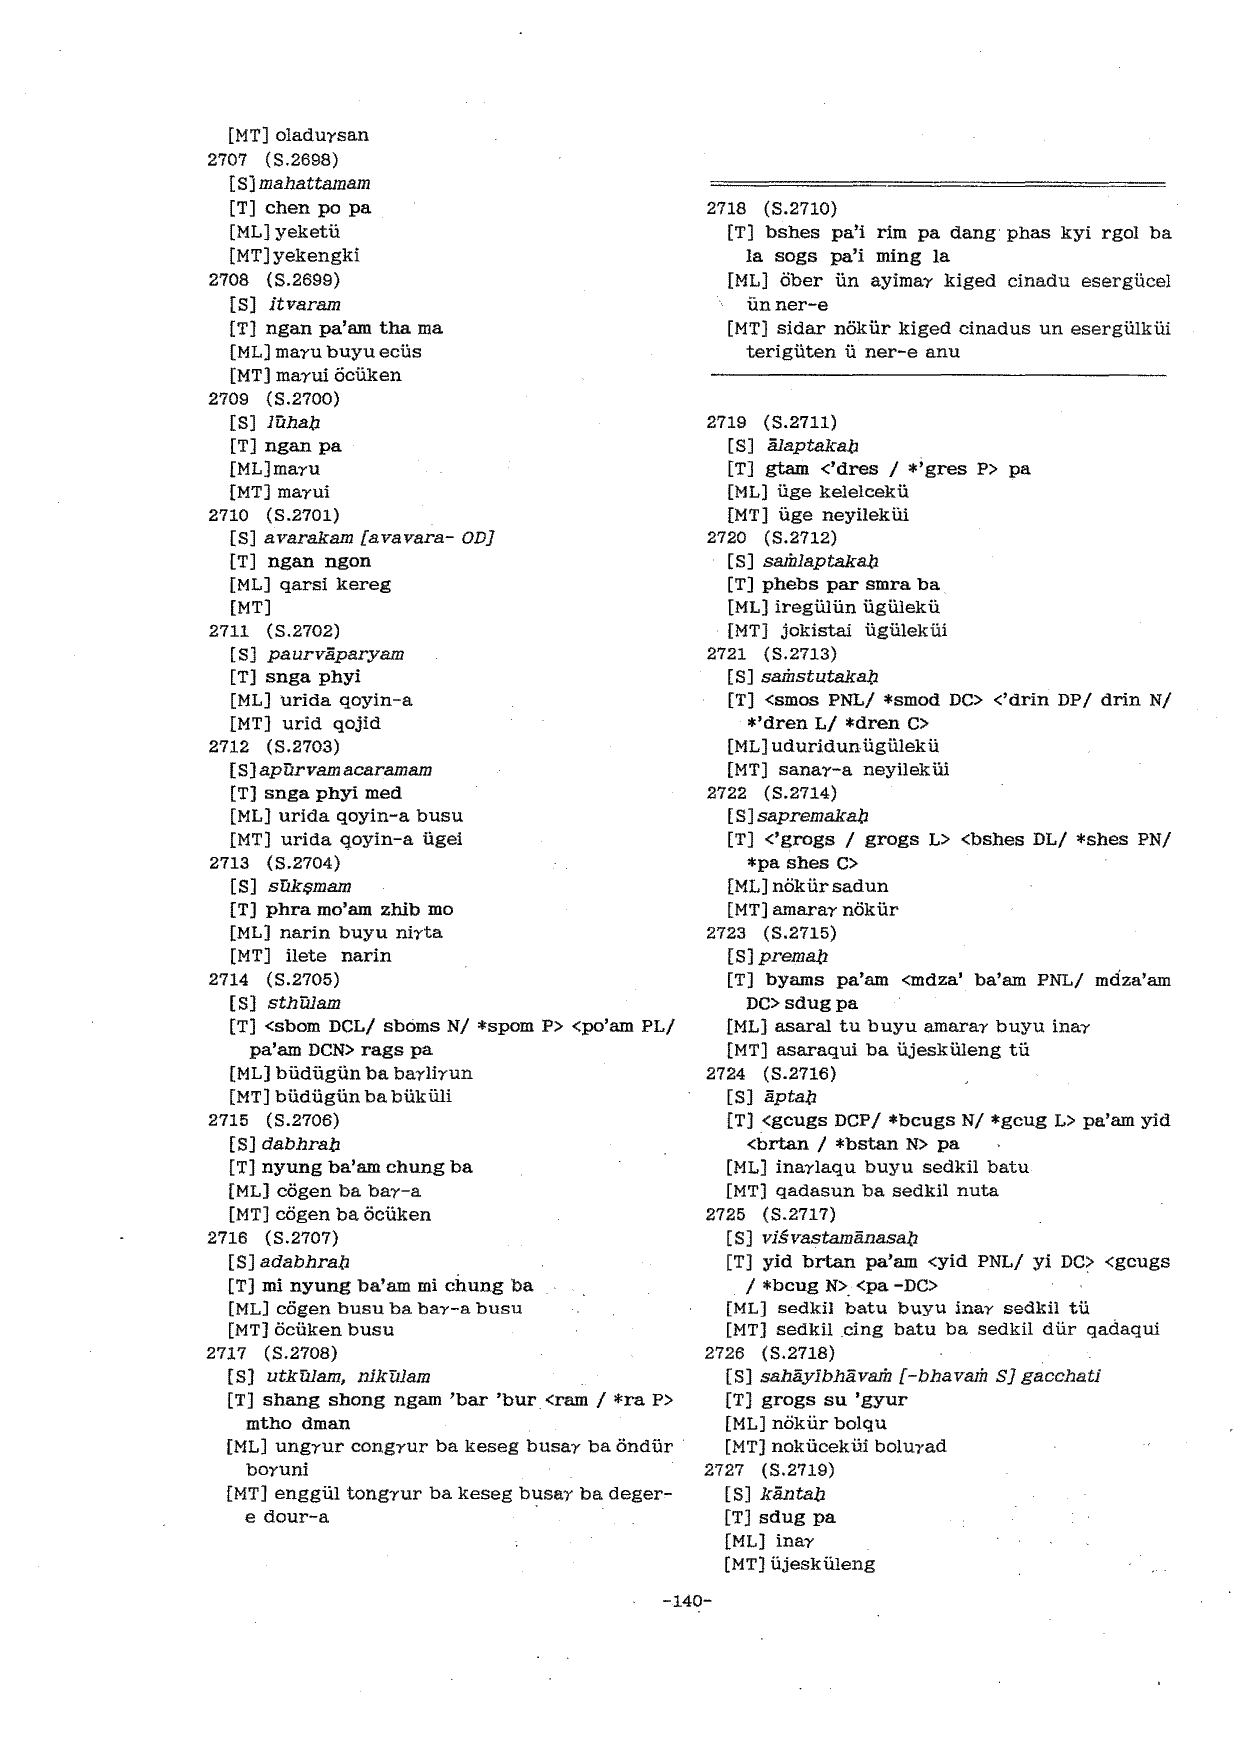 [MT] oladuγsan
2707 (S.2698)
[S] mahattamam
[T] chen po pa
[ML] yeketü
[MT] yekengki
2708 (S.2699)
[S] itvaram
[T] ngan pa'am tha ma
[ML] maγu buyu ecüs
[MT] maγui öcüken
2709 (S.2700)
[S] lūhaḥ
[T] ngan pa
[ML] maγu
[MT] maγui
2710 (S.2701)
[S] avarakam [avavara- OD]
[T] ngan ngon
[ML] qarsi kereg
[MT]
2711 (S.2702)
[S] paurvāparyam
[T] snga phyi
[ML] urida qoyin-a
[MT] urid qojid
2712 (S.2703)
[S] apūrvam acaramam
[T] snga phyi med
[ML] urida qoyin-a busu
[MT] urida qoyin-a ügei
2713 (S.2704)
[S] sūkṣmam
[T] phra mo'am zhib mo
[ML] narin buyu niγta
[MT] ilete narin
2714 (S.2705)
[S] sthūlam
[T] <sbom DCL/ sboms N/ *spom P> <po'am PL/
pa'am DCN> rags pa
[ML] büdügün ba baγliγun
[MT] büdügün ba büküli
2715 (S.2706)
[S] dabhraḥ
[T] nyung ba'am chung ba
[ML] cögen ba baγ-a
[MT] cögen ba öcüken
2716 (S.2707)
[S] adabhraḥ
[T] mi nyung ba'am mi chung ba
[ML] cögen busu ba baγ-a busu
[MT] öcüken busu
2717 (S.2708)
[S] utkūlam, nikūlam
[T] shang shong ngam 'bar 'bur <ram / *ra P>
mtho dman
[ML] ungγur congγur ba keseg busaγ ba öndür
boγuni
[MT] enggül tongγur ba keseg busaγ ba deger-
e dour-a
2718 (S.2710)
[T] bshes pa'i rim pa dang phas kyi rgol ba
la sogs pa'i ming la
[ML] öber ün ayimaγ kiged cinadu esergücel
ün ner-e
[MT] sidar nökür kiged cinadus un esergülküi
terigüten ü ner-e anu
2719 (S.2711)
[S] ālaptakaḥ
[T] gtam <'dres / *'gres P> pa
[ML] üge kelelcekü
[MT] üge neyileküi
2720 (S.2712)
[S] saṁlaptakaḥ
[T] phebs par smra ba
[ML] iregülün ügülekü
[MT] jokistai ügüleküi
2721 (S.2713)
[S] saṁstutakaḥ
[T] <smos PNL/ *smod DC> <'drin DP/ drin N/
*'dren L/ *dren C>
[ML] uduridun ügülekü
[MT] sanaγ-a neyileküi
2722 (S.2714)
[S] sapremakaḥ
[T] <'grogs / grogs L> <bshes DL/ *shes PN/
*pa shes C>
[ML] nökür sadun
[MT] amaraγ nökür
2723 (S.2715)
[S] premaḥ
[T] byams pa'am <mdza' ba'am PNL/ mdza'am
DC> sdug pa
[ML] asaral tu buyu amaraγ buyu inaγ
[MT] asaraqui ba üjesküleng tü
2724 (S.2716)
[S] āptaḥ
[T] <gcugs DCP/ *bcugs N/ *gcug L> pa'am yid
<brtan / *bstan N> pa
[ML] inaγlaqu buyu sedkil batu
[MT] qadasun ba sedkil nuta
2725 (S.2717)
[S] viśvastamānasaḥ
[T] yid brtan pa'am <yid PNL/ yi DC> <gcugs
/ *bcug N> <pa -DC>
[ML] sedkil batu buyu inaγ sedkil tü
[MT] sedkil cing batu ba sedkil dür qadaqui
2726 (S.2718)
[S] sahāyībhāvaṁ [-bhavaṁ S] gacchati
[T] grogs su 'gyur
[ML] nökür bolqu
[MT] nokücekü​i boluγad
2727 (S.2719)
[S] kāntaḥ
[T] sdug pa
[ML] inaγ
[MT] üjesküleng
-140-